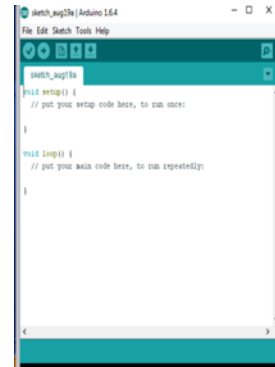 sketch_aug19a | Arduino 1.6.4
File Edit Sketch Tools Help
sketch_aug19a
void setup() {
// put your setup code here, to run once:
}
void loop() {
// put your main code here, to run repeatedly:
}